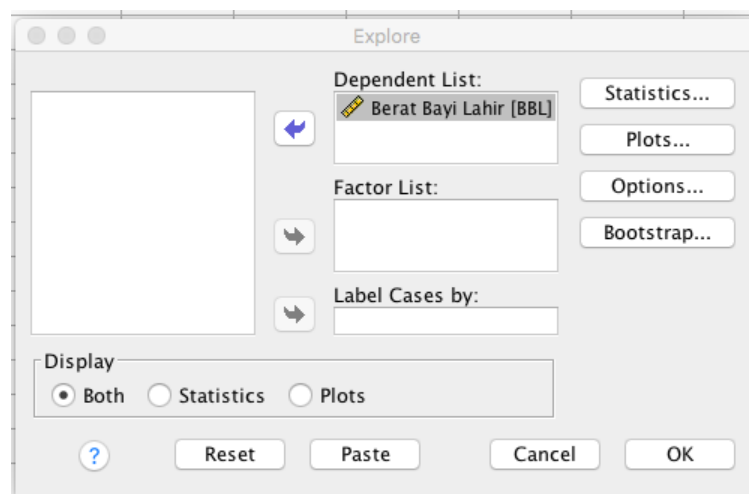 Explore
Dependent List:
Berat Bayi Lahir [BBL]
Statistics...
Plots...
Options...
Bootstrap...
Factor List:
Label Cases by:
Display
Both Statistics Plots
? Reset Paste Cancel OK